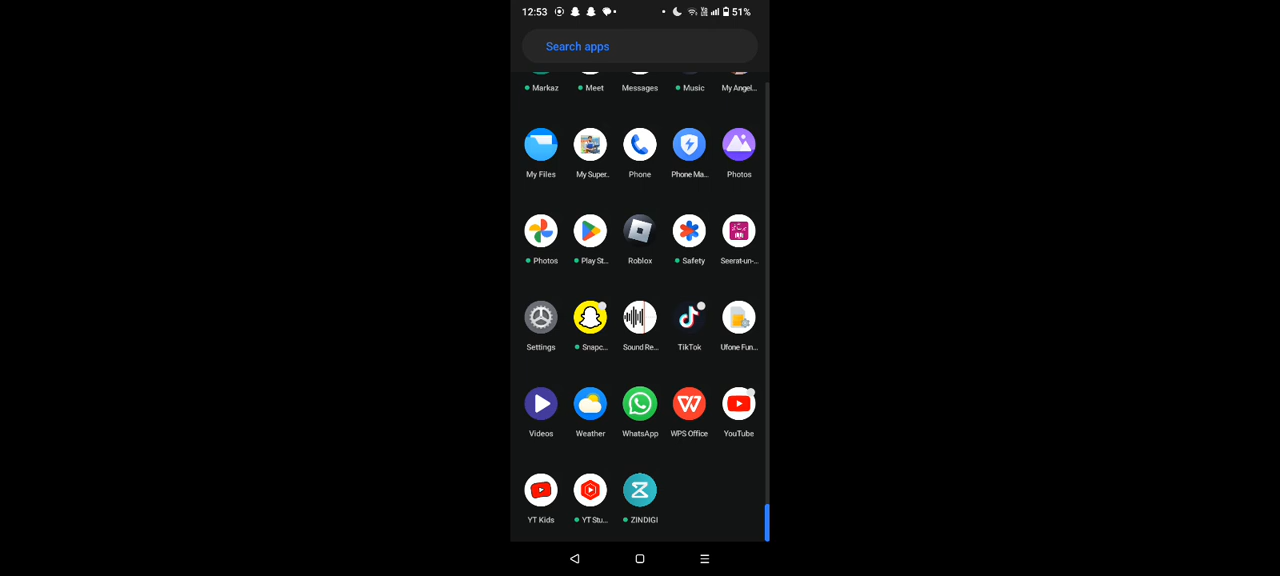 12:53 51%
Search apps
Markaz Meet Messages Music My Angel...
My Files My Super.. Phone Phone Ma... Photos
Photos Play St... Roblox Safety Seerat-un-...
Settings Snapc... Sound Re... TikTok Ufone Fun...
Videos Weather WhatsApp WPS Office YouTube
YT Kids YT Stu... ZINDIGI